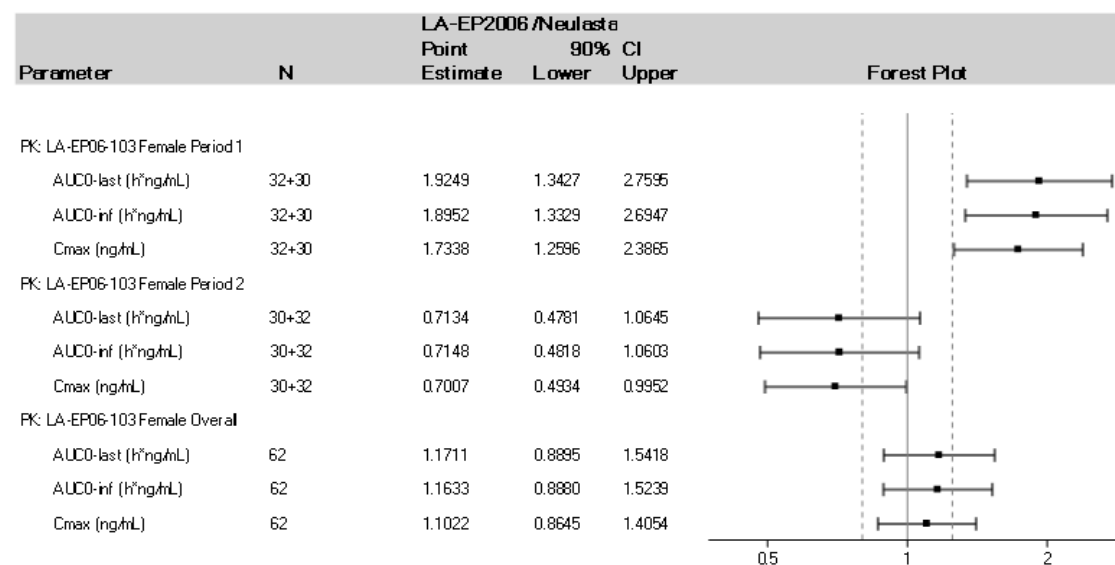 LA-EP2006/Neulasta
Point 90% CI
Parameter N Estimate Lower Upper Forest Plot
PK: LA-EP06-103 Female Period 1
AUC0-last (h*ng/mL) 32+30 1.9249 1.3427 2.7595
AUC0-inf (h*ng/mL) 32+30 1.8952 1.3329 2.6947
Cmax (ng/mL) 32+30 1.7338 1.2596 2.3865
PK: LA-EP06-103 Female Period 2
AUC0-last (h*ng/mL) 30+32 0.7134 0.4781 1.0645
AUC0-inf (h*ng/mL) 30+32 0.7148 0.4818 1.0603
Cmax (ng/mL) 30+32 0.7007 0.4934 0.9952
PK: LA-EP06-103 Female Overal
AUC0-last (h*ng/mL) 62 1.1711 0.8895 1.5418
AUC0-inf (h*ng/mL) 62 1.1633 0.8880 1.5239
Cmax (ng/mL) 62 1.1022 0.8645 1.4054
0.5 1 2